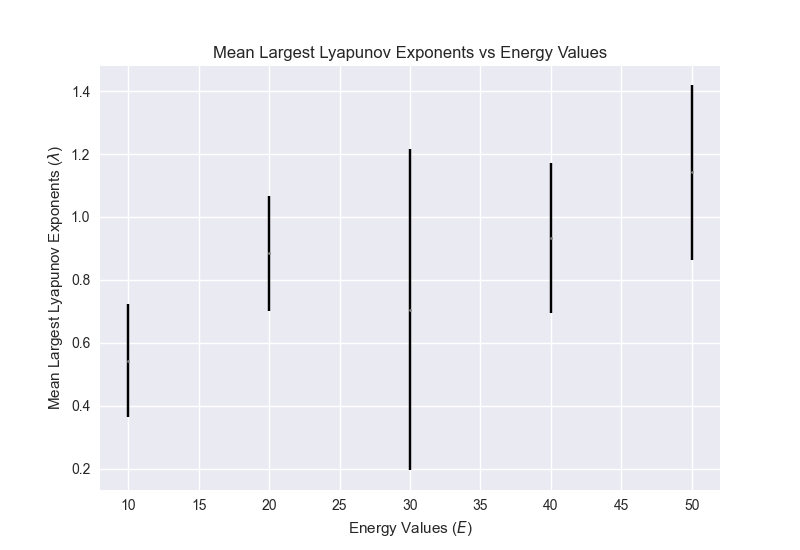 Mean Largest Lyapunov Exponents vs Energy Values
Mean Largest Lyapunov Exponents (λ)
1.4
1.2
1.0
0.8
0.6
0.4
0.2
10 15 20 25 30 35 40 45 50
Energy Values (E)